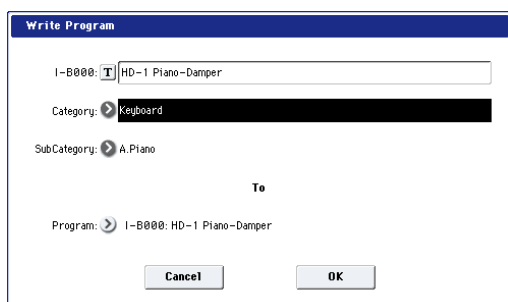 Write Program
I-B000: T HD-1 Piano-Damper
Category: Keyboard
SubCategory: A.Piano
To
Program: I-B000: HD-1 Piano-Damper
Cancel OK